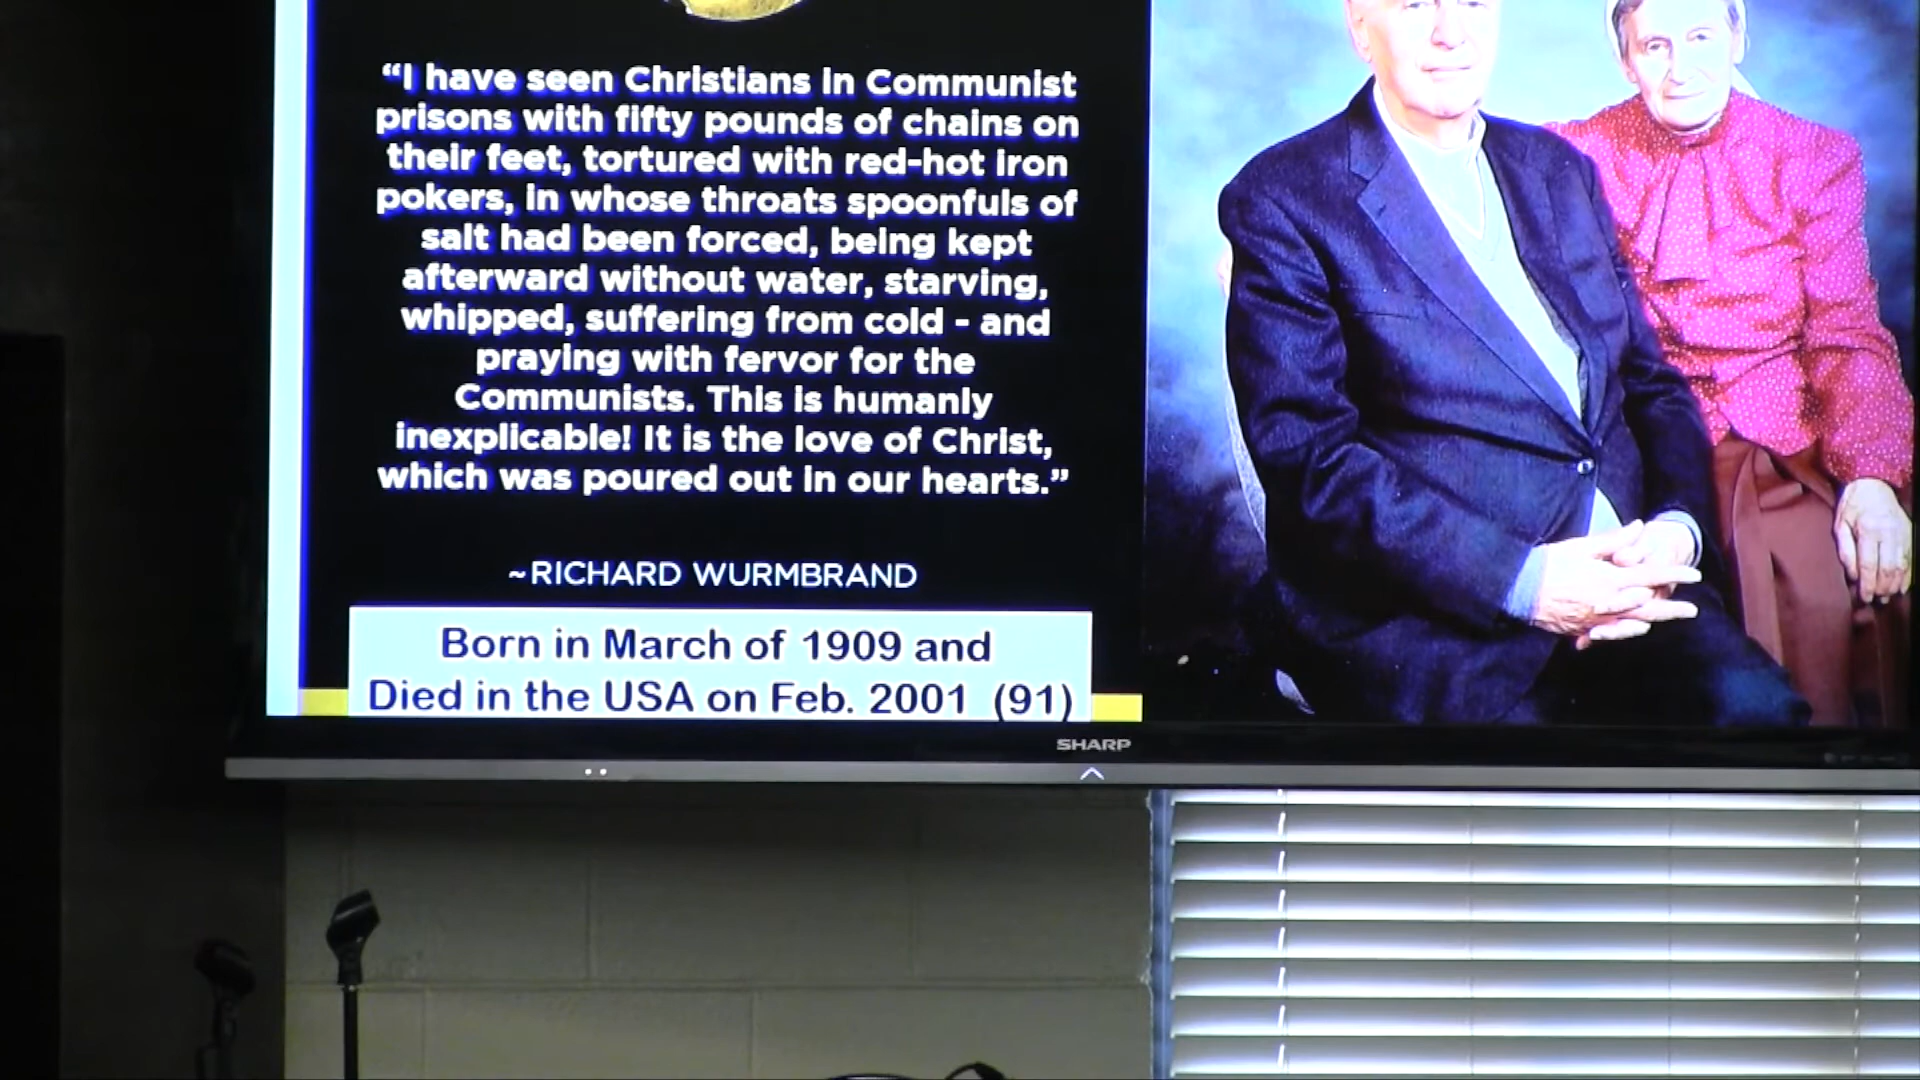 “I have seen Christians in Communist
prisons with fifty pounds of chains on
their feet, tortured with red-hot iron
pokers, in whose throats spoonfuls of
salt had been forced, being kept
afterward without water, starving,
whipped, suffering from cold - and
praying with fervor for the
Communists. This is humanly
inexplicable! It is the love of Christ,
which was poured out in our hearts.”
~RICHARD WURMBRAND
Born in March of 1909 and
Died in the USA on Feb. 2001 (91)
SHARP